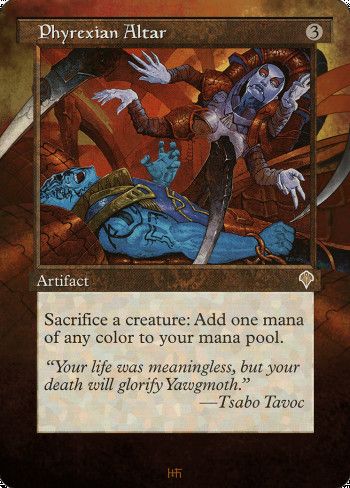 Phyrexian Altar 3
Artifact
Sacrifice a creature: Add one mana
of any color to your mana pool.
“Your life was meaningless, but your
death will glorify Yawgmoth.”
—Tsabo Tavoc